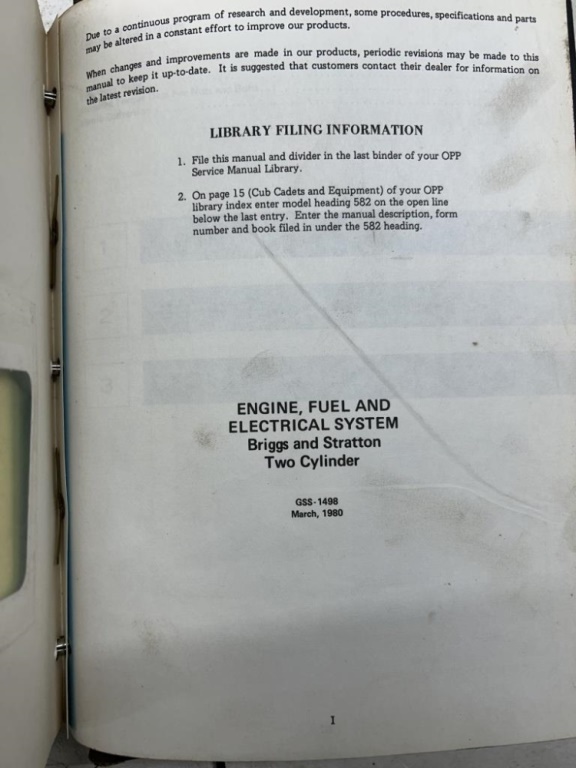 Due to a continuous program of research and development, some procedures, specifications and parts
may be altered in a constant effort to improve our products.
When changes and improvements are made in our products, periodic revisions may be made to this
manual to keep it up-to-date. It is suggested that customers contact their dealer for information on
the latest revision.
LIBRARY FILING INFORMATION
1. File this manual and divider in the last binder of your OPP
Service Manual Library.
2. On page 15 (Cub Cadets and Equipment) of your OPP
library index enter model heading 582 on the open line
below the last entry. Enter the manual description, form
number and book filed in under the 582 heading.
1
2
3
ENGINE, FUEL AND
ELECTRICAL SYSTEM
Briggs and Stratton
Two Cylinder
GSS-1498
March, 1980
I